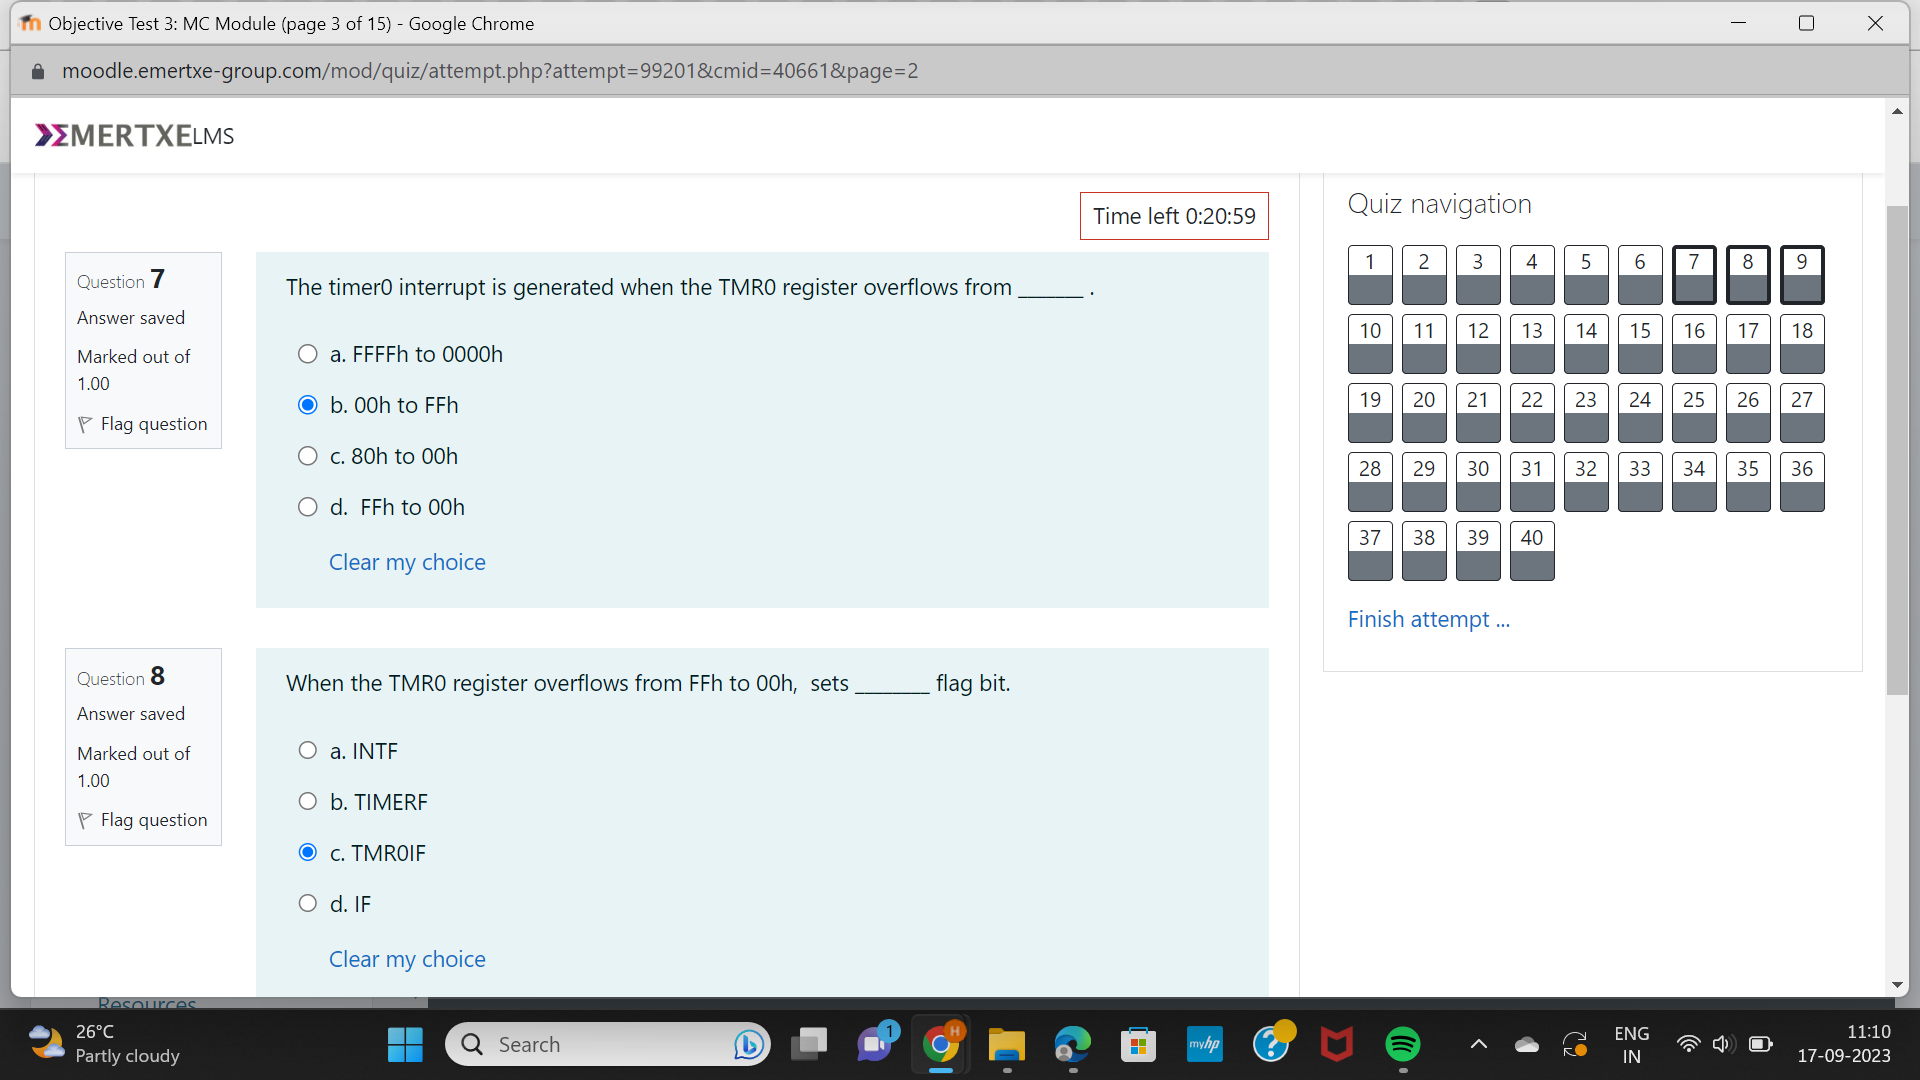 Objective Test 3: MC Module (page 3 of 15) - Google Chrome
moodle.emertxe-group.com/mod/quiz/attempt.php?attempt=99201&cmid=40661&page=2
EMERTXE LMS
Time left 0:20:59
Question 7
Answer saved
Marked out of
1.00
Flag question
The timer0 interrupt is generated when the TMR0 register overflows from _______ .
a. FFFFh to 0000h
b. 00h to FFh
c. 80h to 00h
d. FFh to 00h
Clear my choice
Question 8
Answer saved
Marked out of
1.00
Flag question
When the TMR0 register overflows from FFh to 00h, sets ________ flag bit.
a. INTF
b. TIMERF
c. TMR0IF
d. IF
Clear my choice
Quiz navigation
1 2 3 4 5 6 7 8 9
10 11 12 13 14 15 16 17 18
19 20 21 22 23 24 25 26 27
28 29 30 31 32 33 34 35 36
37 38 39 40
Finish attempt ...
Resources
26°C
Partly cloudy
Search
1
H
myhp
?
ENG
IN
11:10
17-09-2023